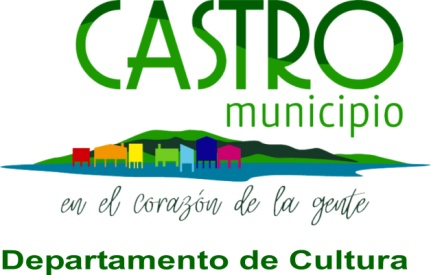 CASTRO
municipio
en el corazón de la gente
Departamento de Cultura